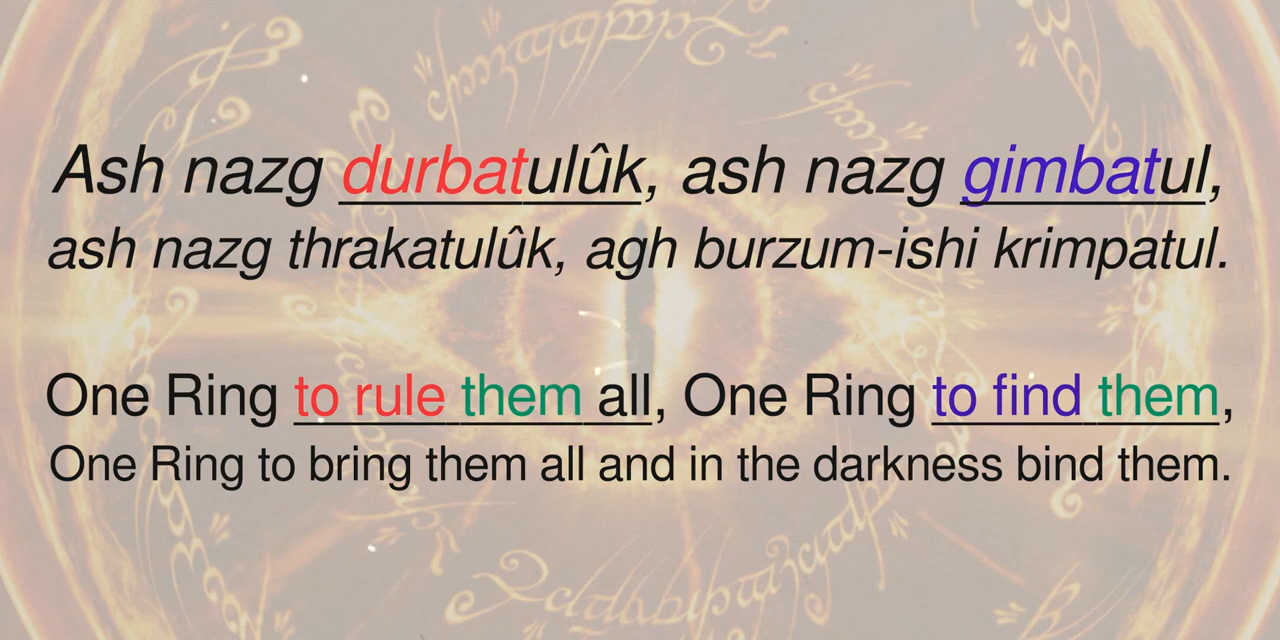 Ash nazg durbatulûk, ash nazg gimbatul,
ash nazg thrakatulûk, agh burzum-ishi krimpatul.
One Ring to rule them all, One Ring to find them,
One Ring to bring them all and in the darkness bind them.